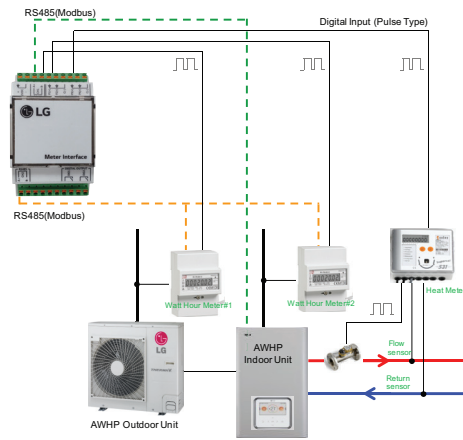 RS485(Modbus)
Digital Input (Pulse Type)
LG
Meter Interface
RS485(Modbus)
Watt Hour Meter#1
Watt Hour Meter#2
Heat Mete
LG
AWHP
Indoor Unit
Flow
sensor
Return
sensor
AWHP Outdoor Unit